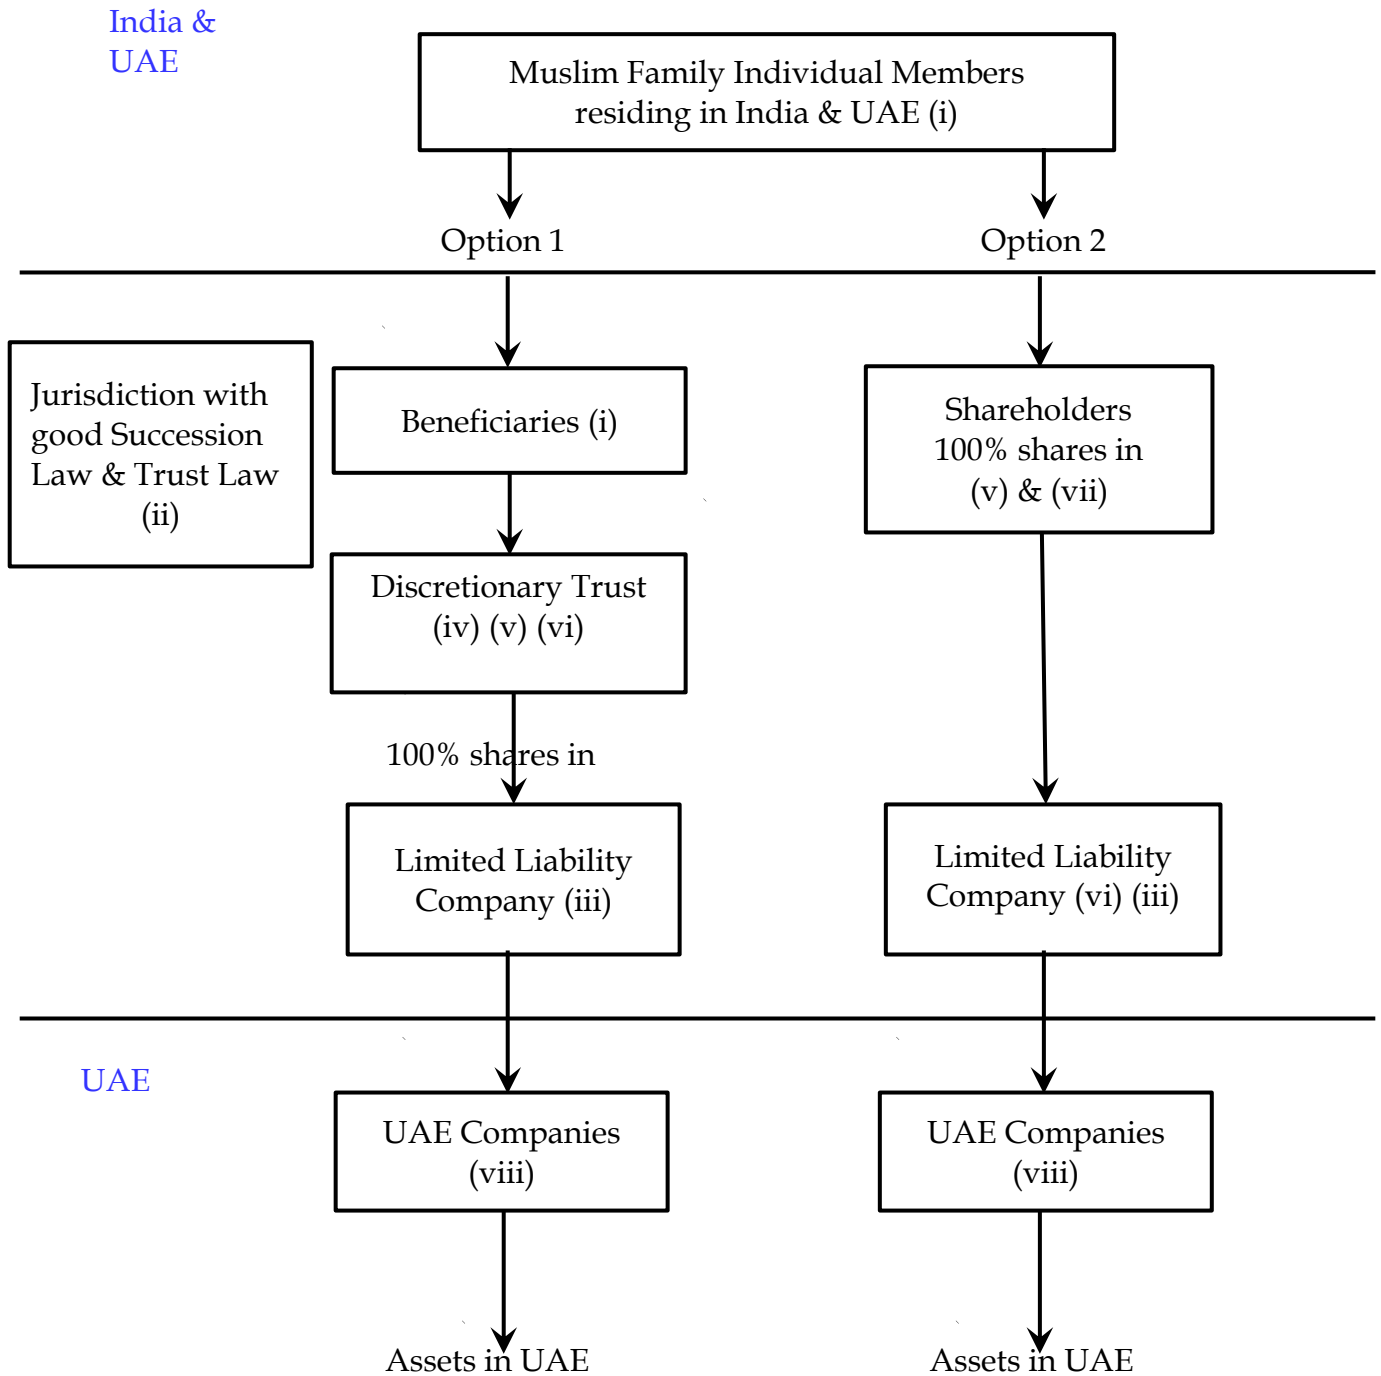 India &
UAE
Muslim Family Individual Members
residing in India & UAE (i)
Option 1
Option 2
Jurisdiction with
good Succession
Law & Trust Law
(ii)
Beneficiaries (i)
Shareholders
100% shares in
(v) & (vii)
Discretionary Trust
(iv) (v) (vi)
100% shares in
Limited Liability
Company (iii)
Limited Liability
Company (vi) (iii)
UAE
UAE Companies
(viii)
UAE Companies
(viii)
Assets in UAE
Assets in UAE